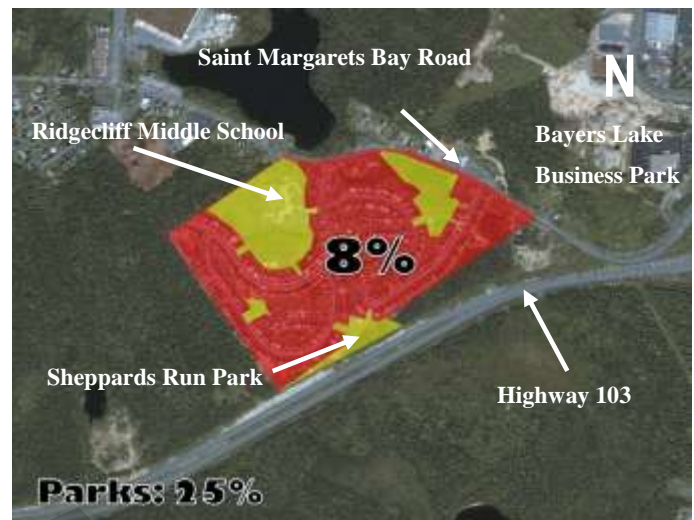 Saint Margarets Bay Road
N
Ridgecliff Middle School
Bayers Lake
Business Park
8%
Sheppards Run Park
Highway 103
Parks: 25%